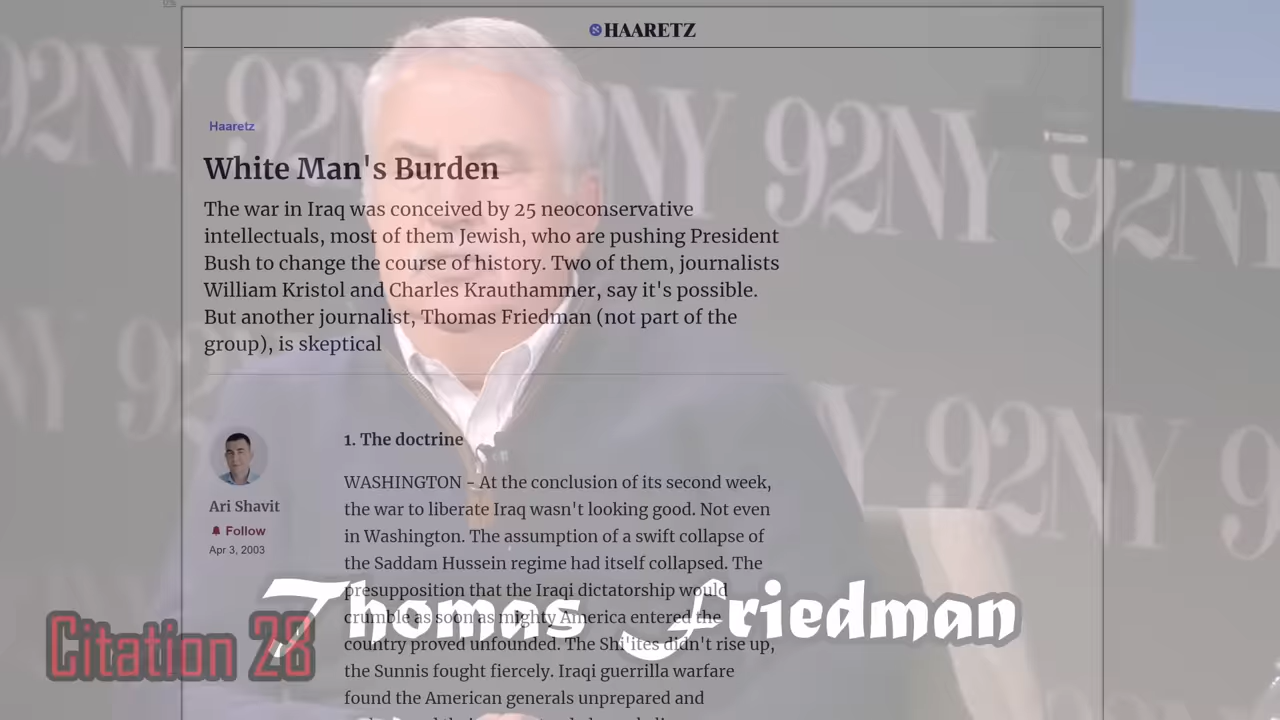 0%
HAARETZ
92NY 92NY 92NY 92NY 92NY
Haaretz
White Man's Burden
The war in Iraq was conceived by 25 neoconservative
intellectuals, most of them Jewish, who are pushing President
Bush to change the course of history. Two of them, journalists
William Kristol and Charles Krauthammer, say it's possible.
But another journalist, Thomas Friedman (not part of the
group), is skeptical
92NY 92NY
Ari Shavit
Follow
Apr 3, 2003
1. The doctrine
WASHINGTON - At the conclusion of its second week,
the war to liberate Iraq wasn't looking good. Not even
in Washington. The assumption of a swift collapse of
the Saddam Hussein regime had itself collapsed. The
presupposition that the Iraqi dictatorship would
crumble as soon as mighty America entered the
country proved unfounded. The Shi'ites didn't rise up,
the Sunnis fought fiercely. Iraqi guerrilla warfare
found the American generals unprepared and
Thomas Friedman
Citation 28